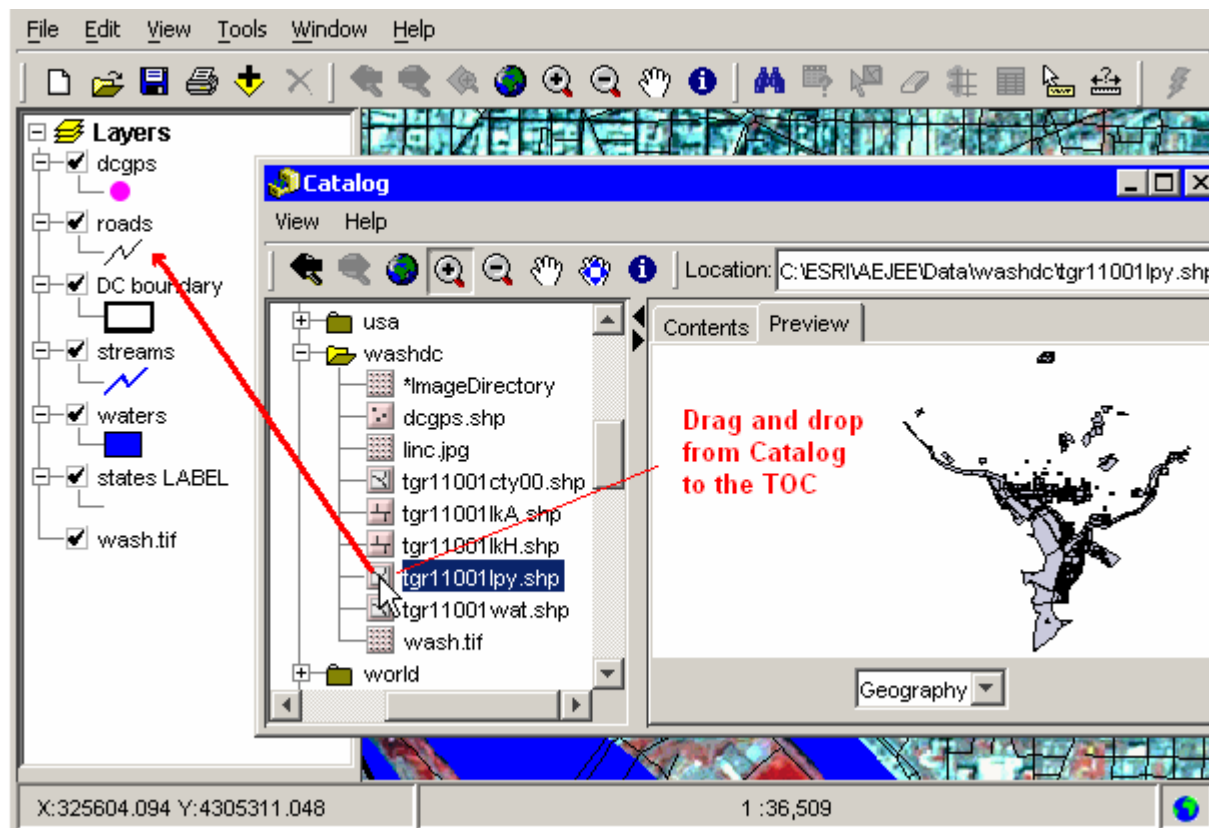 File Edit View Tools Window Help
Layers
dcgps
roads
DC boundary
streams
waters
states LABEL
wash.tif
Catalog
View Help
Location: C:\ESRI\AEJEE\Data\washdc\tgr11001lpy.shp
usa
washdc
*ImageDirectory
dcgps.shp
linc.jpg
tgr11001cty00.shp
tgr11001lkA.shp
tgr11001lkH.shp
tgr11001lpy.shp
tgr11001wat.shp
wash.tif
world
Contents Preview
Drag and drop
from Catalog
to the TOC
Geography
X:325604.094 Y:4305311.048
1 :36,509